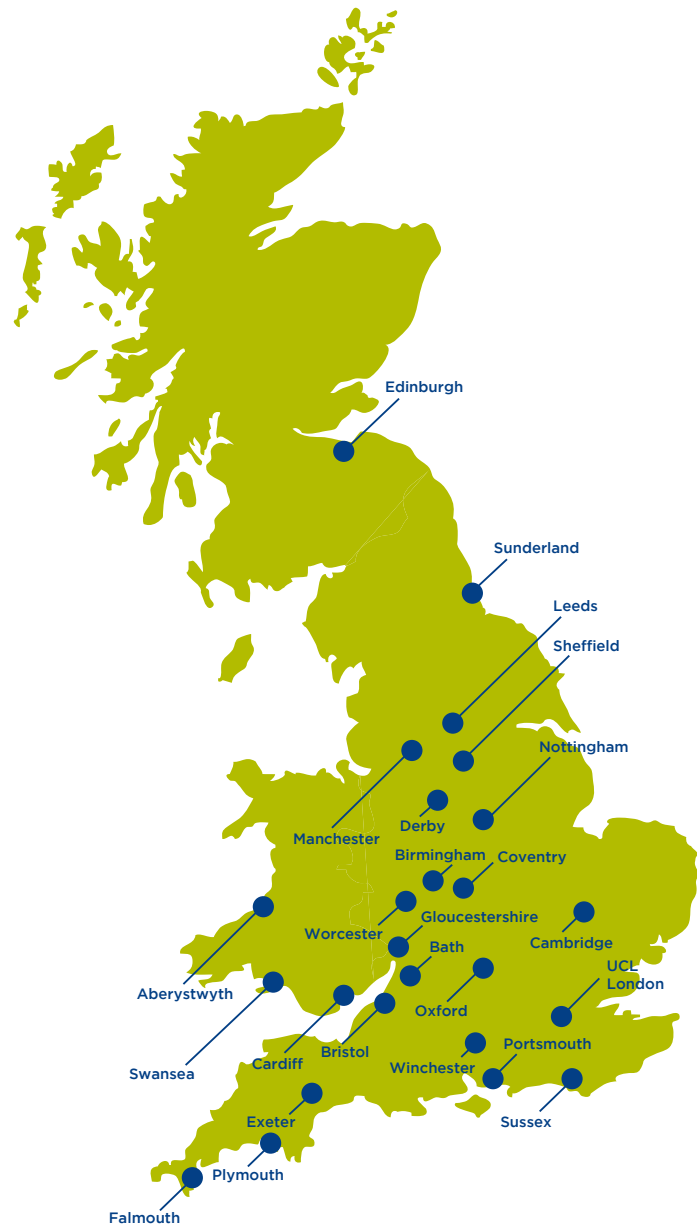 Edinburgh
Sunderland
Leeds
Sheffield
Nottingham
Manchester
Derby
Birmingham
Coventry
Worcester
Gloucestershire
Cambridge
Bath
UCL
London
Aberystwyth
Oxford
Portsmouth
Bristol
Cardiff
Winchester
Swansea
Exeter
Sussex
Plymouth
Falmouth